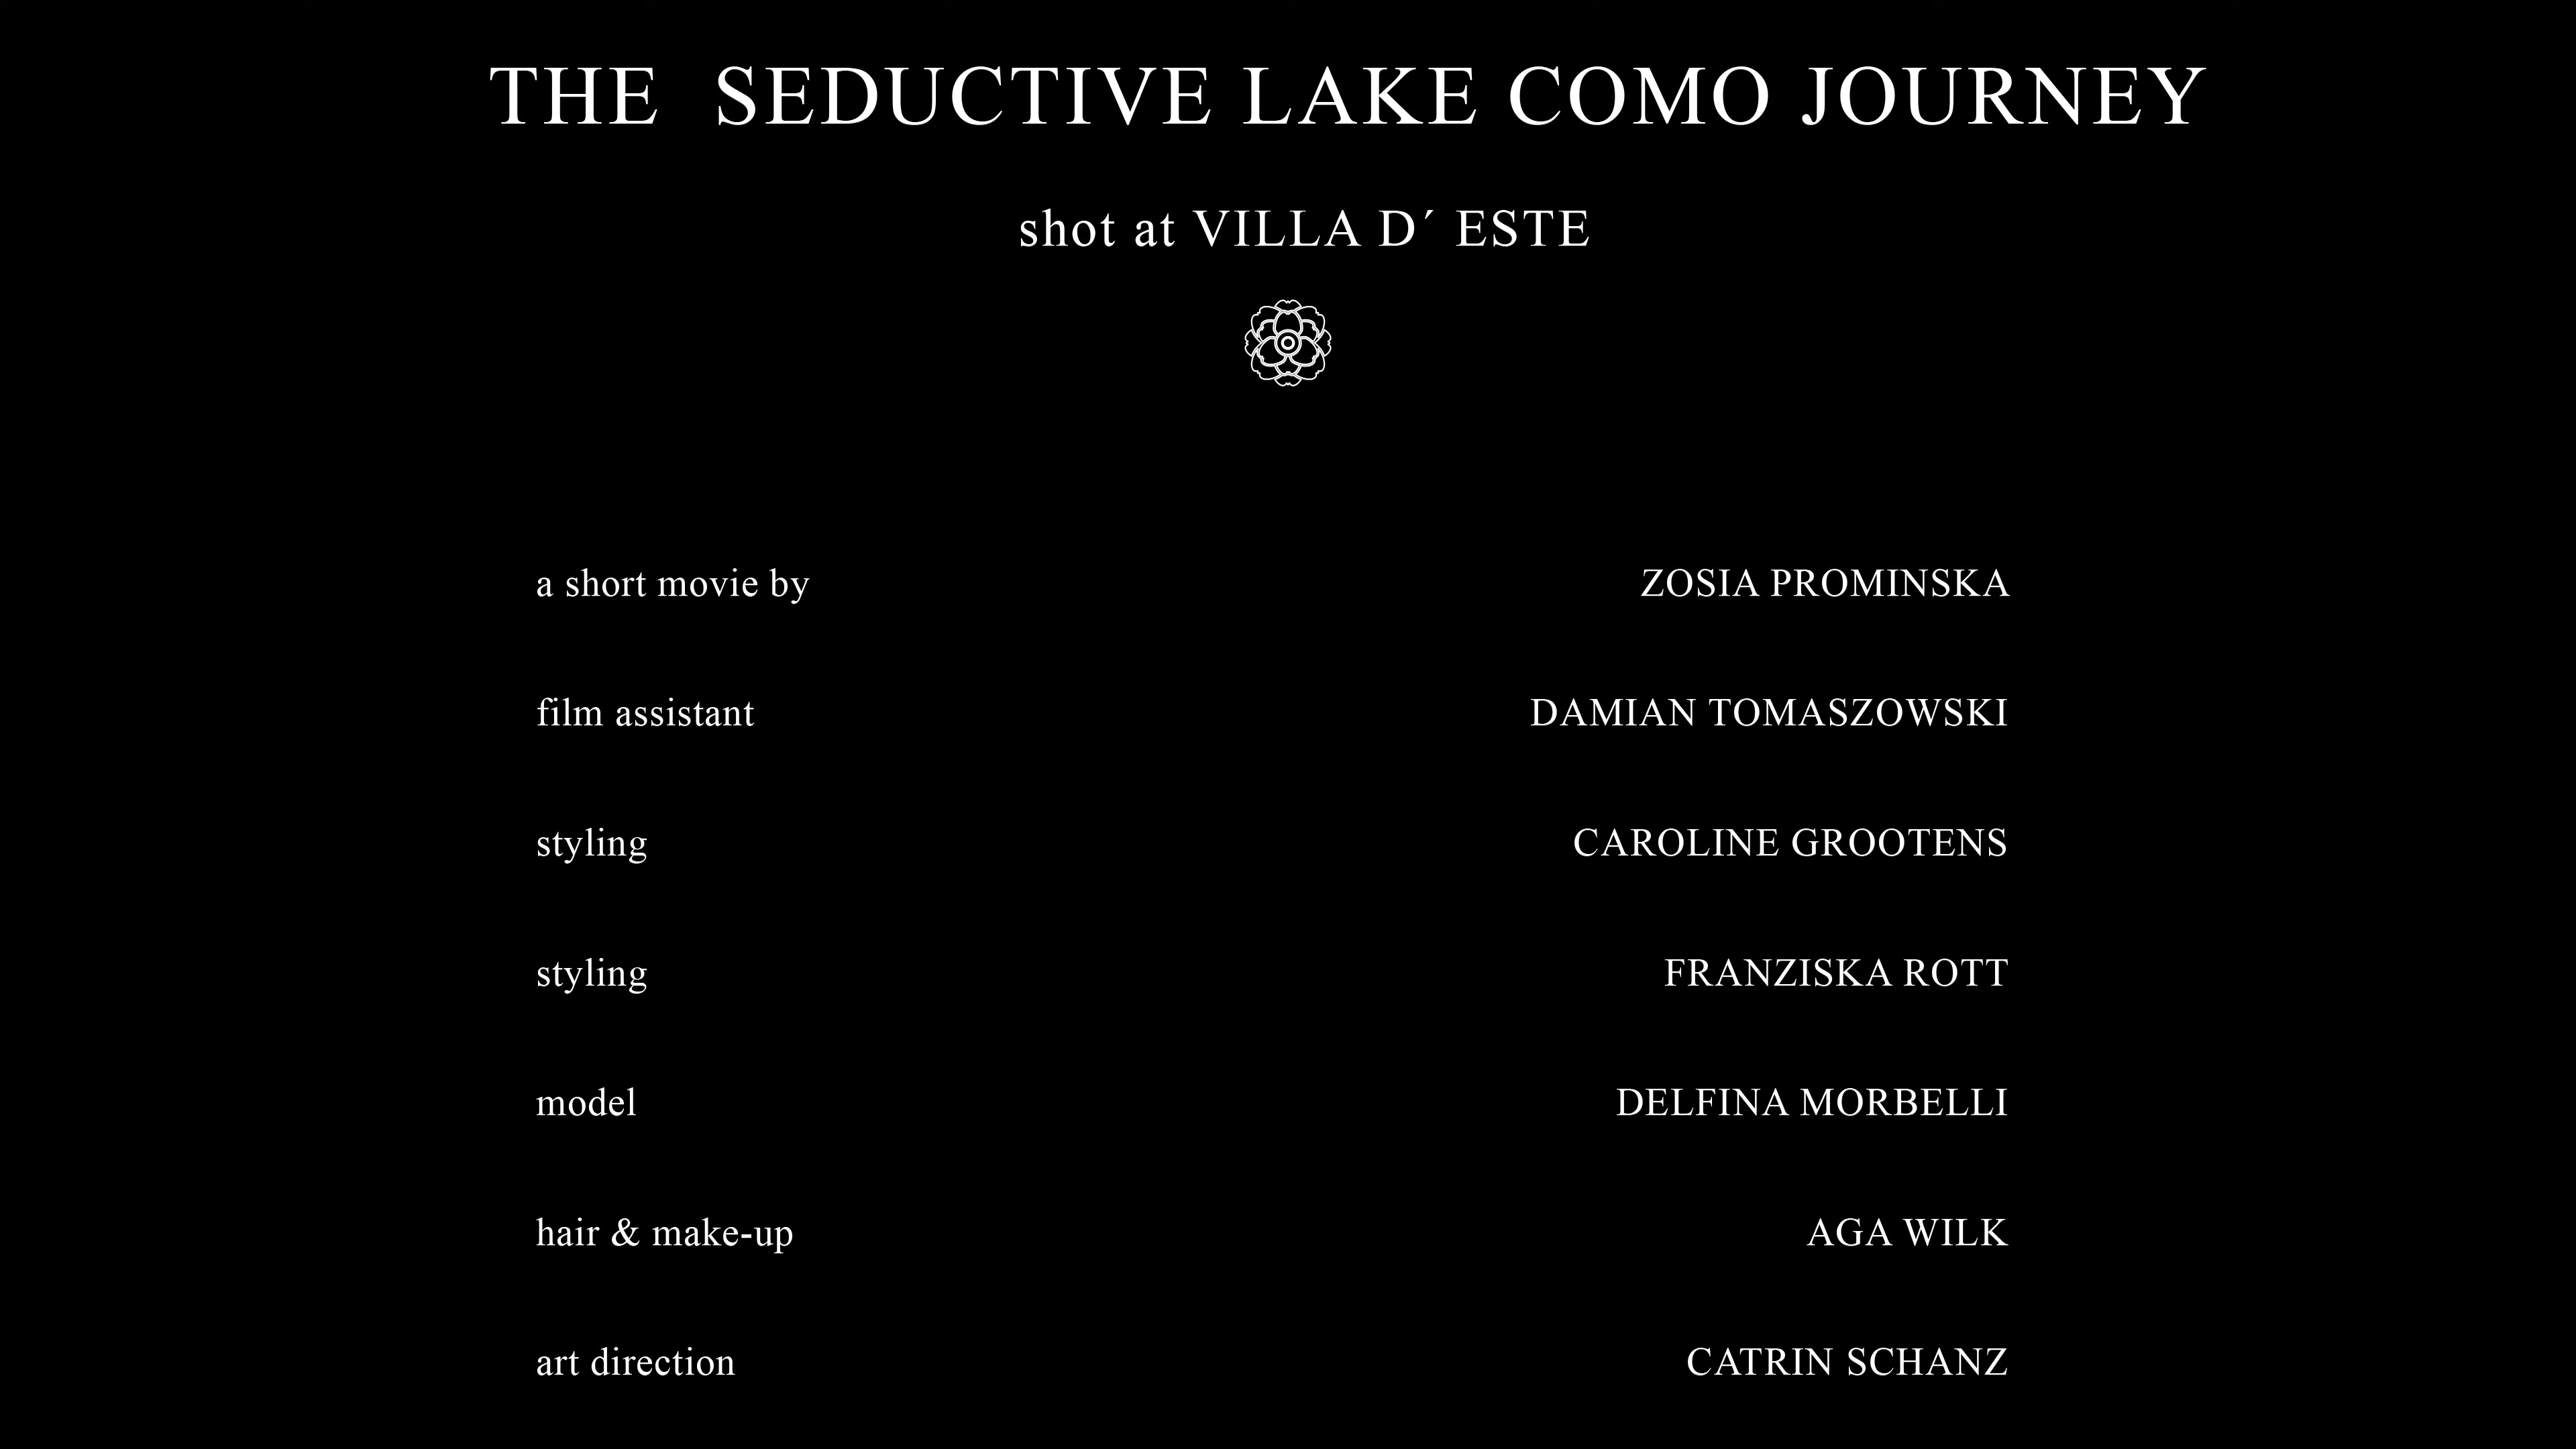 THE SEDUCTIVE LAKE COMO JOURNEY
shot at VILLA D´ ESTE
a short movie by ZOSIA PROMINSKA
film assistant DAMIAN TOMASZOWSKI
styling CAROLINE GROOTENS
styling FRANZISKA ROTT
model DELFINA MORBELLI
hair & make-up AGA WILK
art direction CATRIN SCHANZ